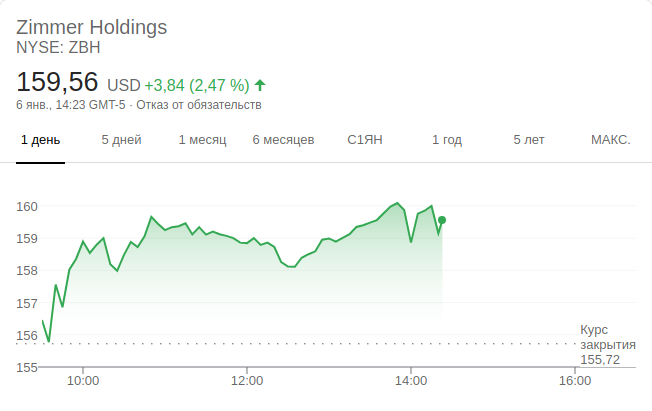 Zimmer Holdings
NYSE: ZBH
159,56 USD +3,84 (2,47 %)
6 янв., 14:23 GMT-5 · Отказ от обязательств
1 день 5 дней 1 месяц 6 месяцев С1ЯН 1 год 5 лет МАКС.
160
159
158
157
156
155
Курс
закрытия
155,72
10:00 12:00 14:00 16:00